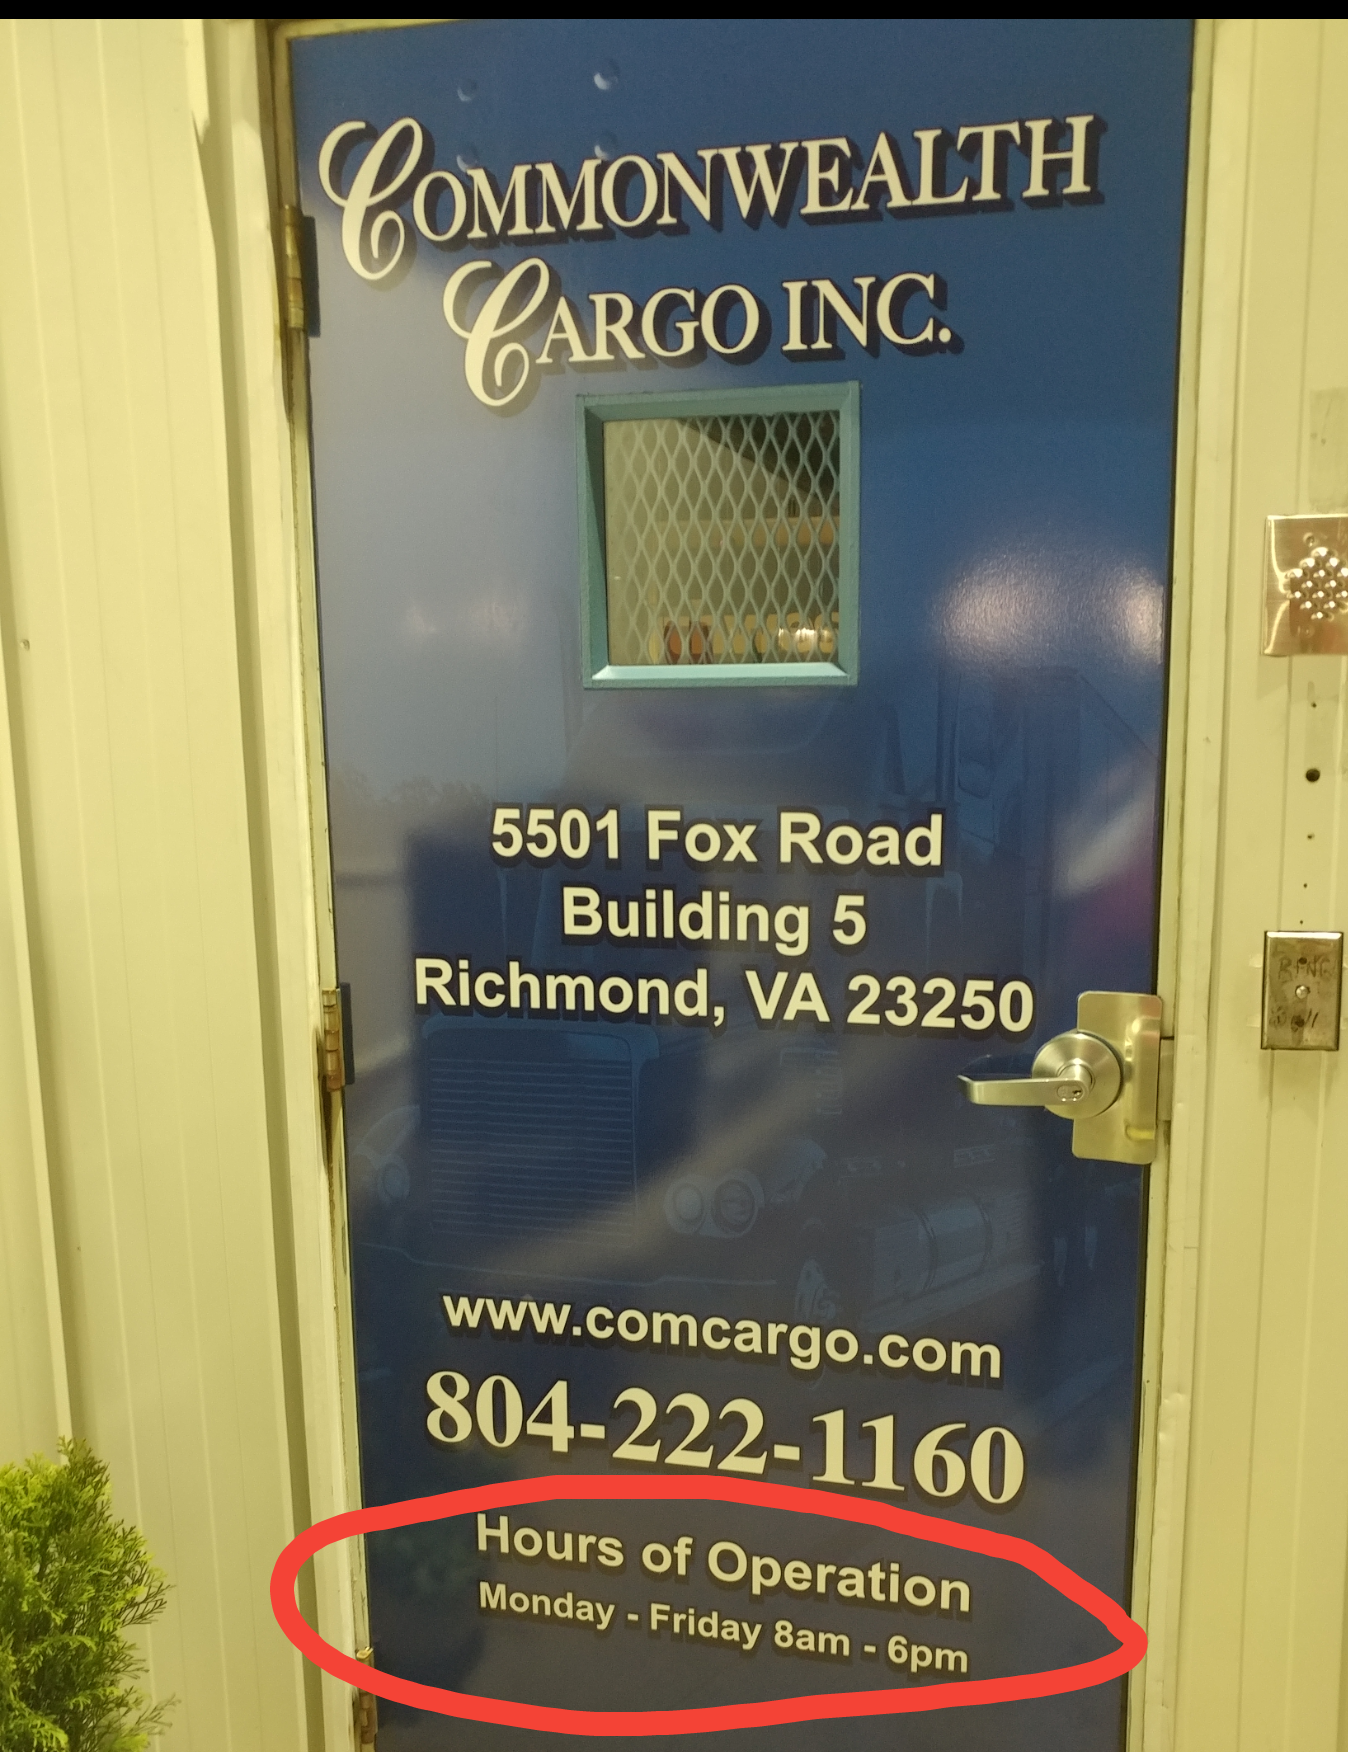 COMMONWEALTH
CARGO INC.
5501 Fox Road
Building 5
Richmond, VA 23250
www.comcargo.com
804-222-1160
Hours of Operation
Monday - Friday 8am - 6pm
RING